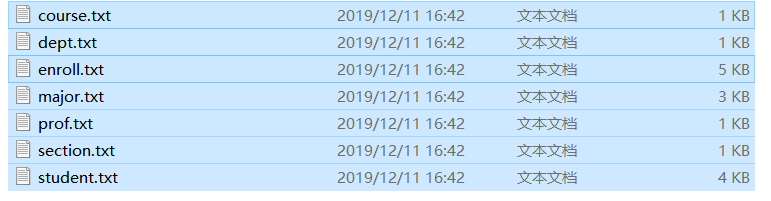 course.txt 2019/12/11 16:42 文本文档 1 KB
dept.txt 2019/12/11 16:42 文本文档 1 KB
enroll.txt 2019/12/11 16:42 文本文档 5 KB
major.txt 2019/12/11 16:42 文本文档 3 KB
prof.txt 2019/12/11 16:42 文本文档 1 KB
section.txt 2019/12/11 16:42 文本文档 1 KB
student.txt 2019/12/11 16:42 文本文档 4 KB